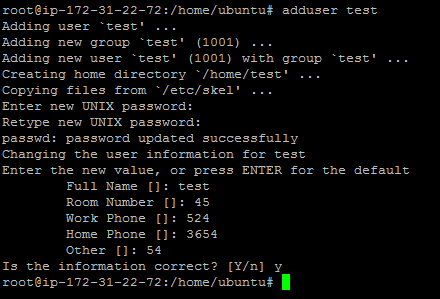 root@ip-172-31-22-72:/home/ubuntu# adduser test
Adding user `test' ...
Adding new group `test' (1001) ...
Adding new user `test' (1001) with group `test' ...
Creating home directory `/home/test' ...
Copying files from `/etc/skel' ...
Enter new UNIX password:
Retype new UNIX password:
passwd: password updated successfully
Changing the user information for test
Enter the new value, or press ENTER for the default
        Full Name []: test
        Room Number []: 45
        Work Phone []: 524
        Home Phone []: 3654
        Other []: 54
Is the information correct? [Y/n] y
root@ip-172-31-22-72:/home/ubuntu#